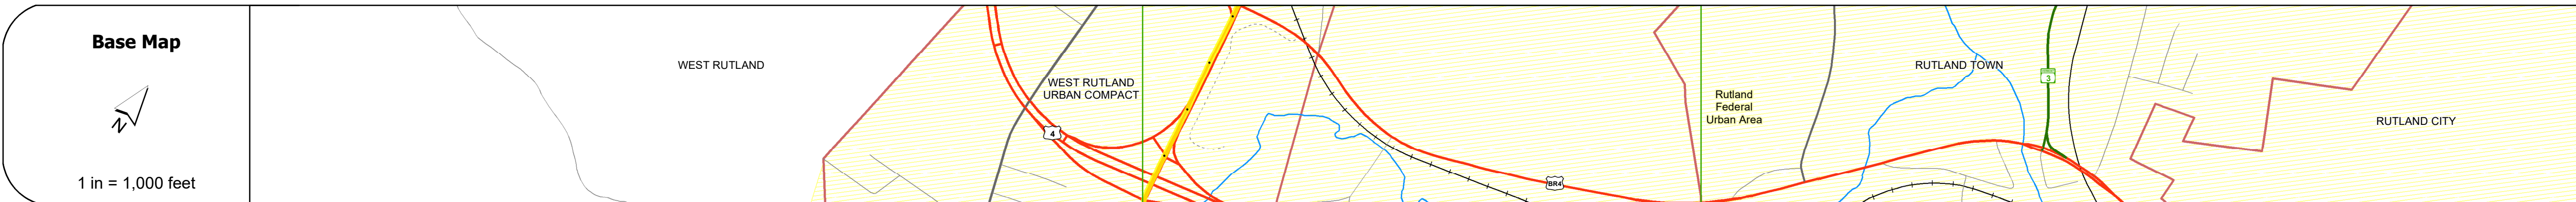 Base Map
N
1 in = 1,000 feet
WEST RUTLAND
WEST RUTLAND
URBAN COMPACT
4
BR4
Rutland
Federal
Urban Area
RUTLAND TOWN
3
RUTLAND CITY